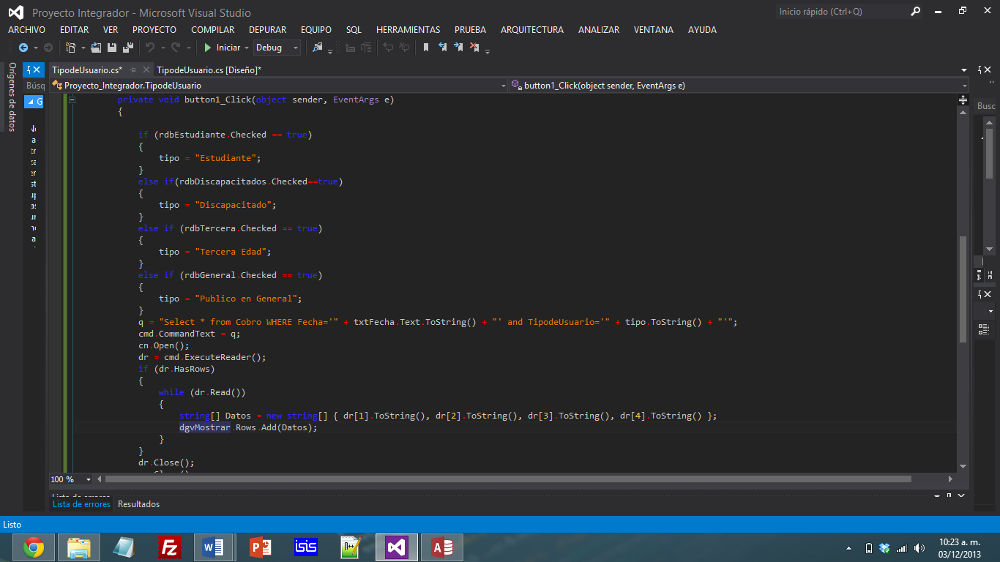 Proyecto Integrador - Microsoft Visual Studio
Inicio rápido (Ctrl+Q)
ARCHIVO EDITAR VER PROYECTO COMPILAR DEPURAR EQUIPO SQL HERRAMIENTAS PRUEBA ARQUITECTURA ANALIZAR VENTANA AYUDA
Iniciar Debug
Orígenes de datos
Búsq
G
TipodeUsuario.cs* TipodeUsuario.cs [Diseño]*
Proyecto_Integrador.TipodeUsuario button1_Click(object sender, EventArgs e)
Busc
private void button1_Click(object sender, EventArgs e)
{
if (rdbEstudiante.Checked == true)
{
tipo = "Estudiante";
}
else if(rdbDiscapacitados.Checked==true)
{
tipo = "Discapacitado";
}
else if (rdbTercera.Checked == true)
{
tipo = "Tercera Edad";
}
else if (rdbGeneral.Checked == true)
{
tipo = "Publico en General";
}
q = "Select * from Cobro WHERE Fecha='" + txtFecha.Text.ToString() + "' and TipodeUsuario='" + tipo.ToString() + "'";
cmd.CommandText = q;
cn.Open();
dr = cmd.ExecuteReader();
if (dr.HasRows)
{
while (dr.Read())
{
string[] Datos = new string[] { dr[1].ToString(), dr[2].ToString(), dr[3].ToString(), dr[4].ToString() };
dgvMostrar.Rows.Add(Datos);
}
}
dr.Close();
100 %
Lista de errores
Lista de errores Resultados
Listo
isis
10:23 a. m.
03/12/2013